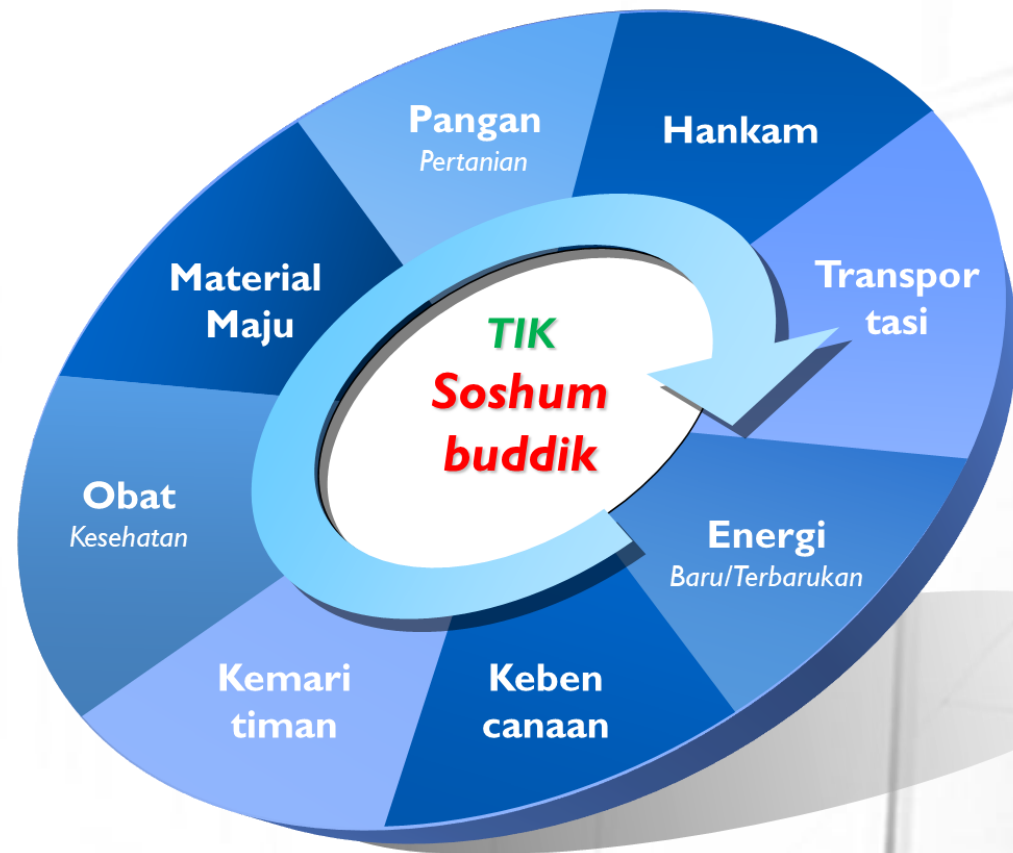 Pangan
Pertanian
Hankam
Transpor
tasi
Energi
Baru/Terbarukan
Keben
canaan
Kemari
timan
Obat
Kesehatan
Material
Maju
TIK
Soshum
buddik